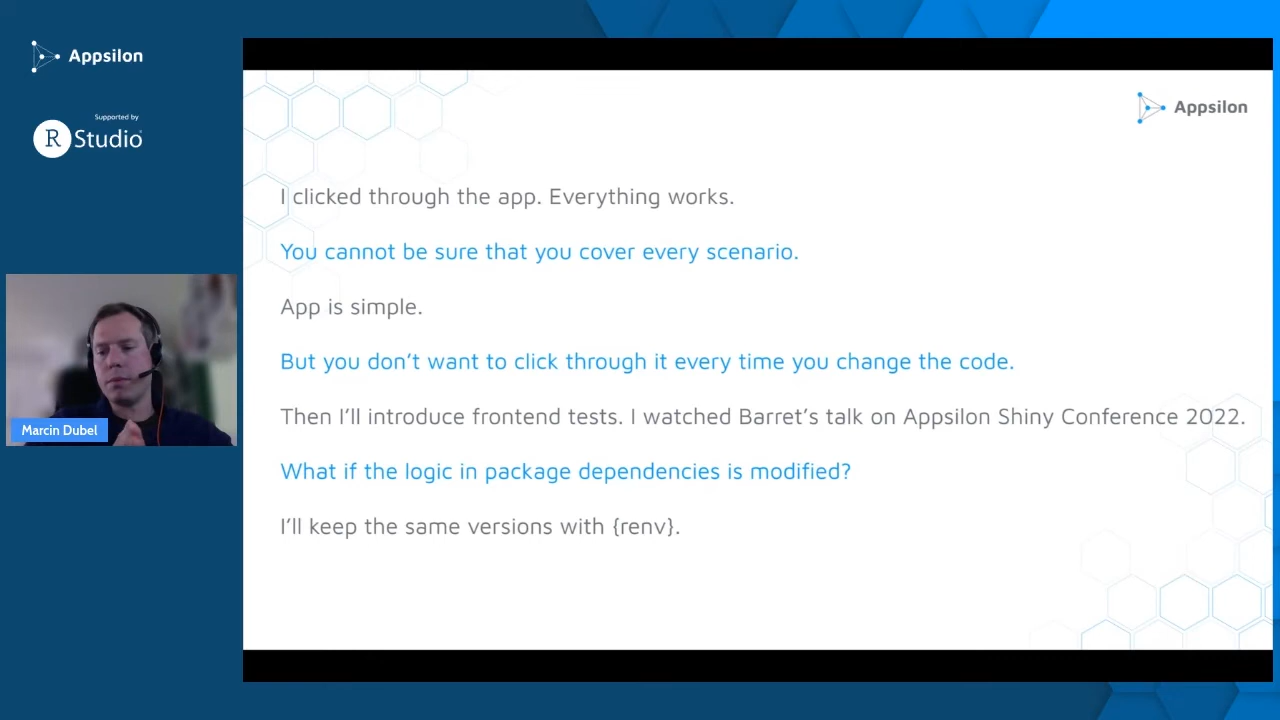 Appsilon
Supported by
R Studio
Appsilon
I clicked through the app. Everything works.
You cannot be sure that you cover every scenario.
App is simple.
But you don’t want to click through it every time you change the code.
Then I’ll introduce frontend tests. I watched Barret’s talk on Appsilon Shiny Conference 2022.
What if the logic in package dependencies is modified?
I’ll keep the same versions with {renv}.
Marcin Dubel